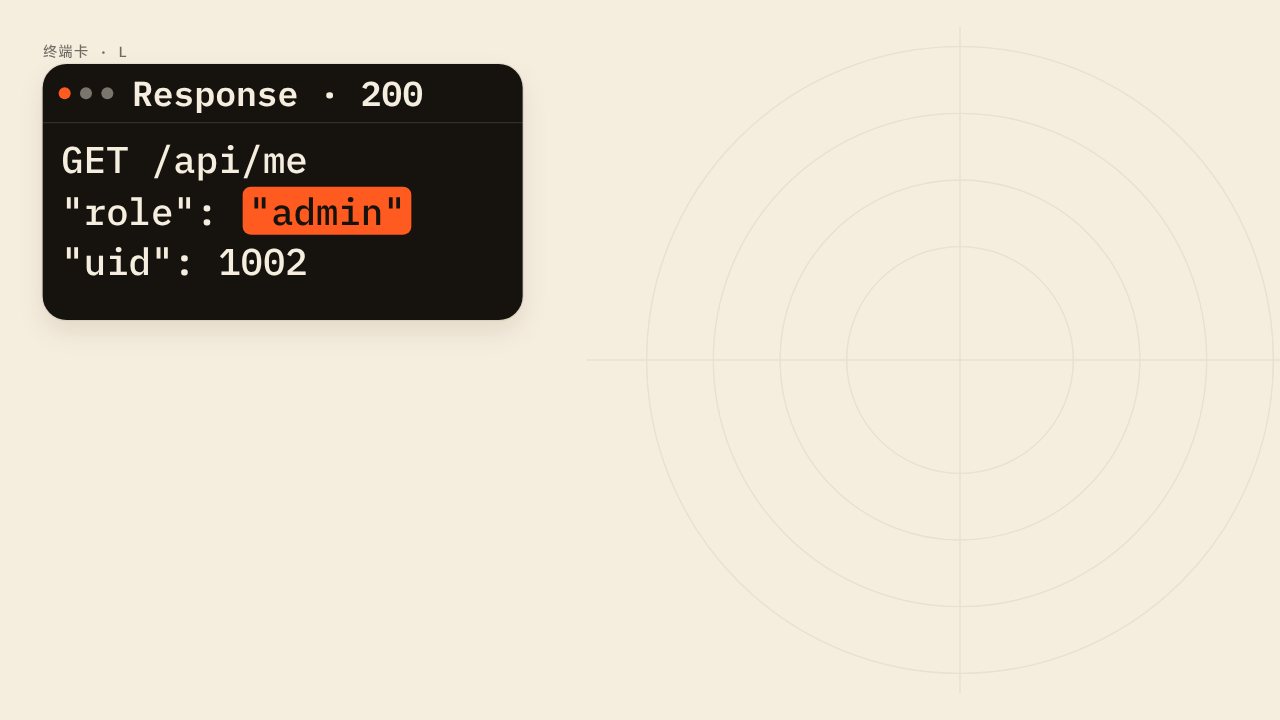 终端卡 · L
Response · 200
GET /api/me
"role": "admin"
"uid": 1002